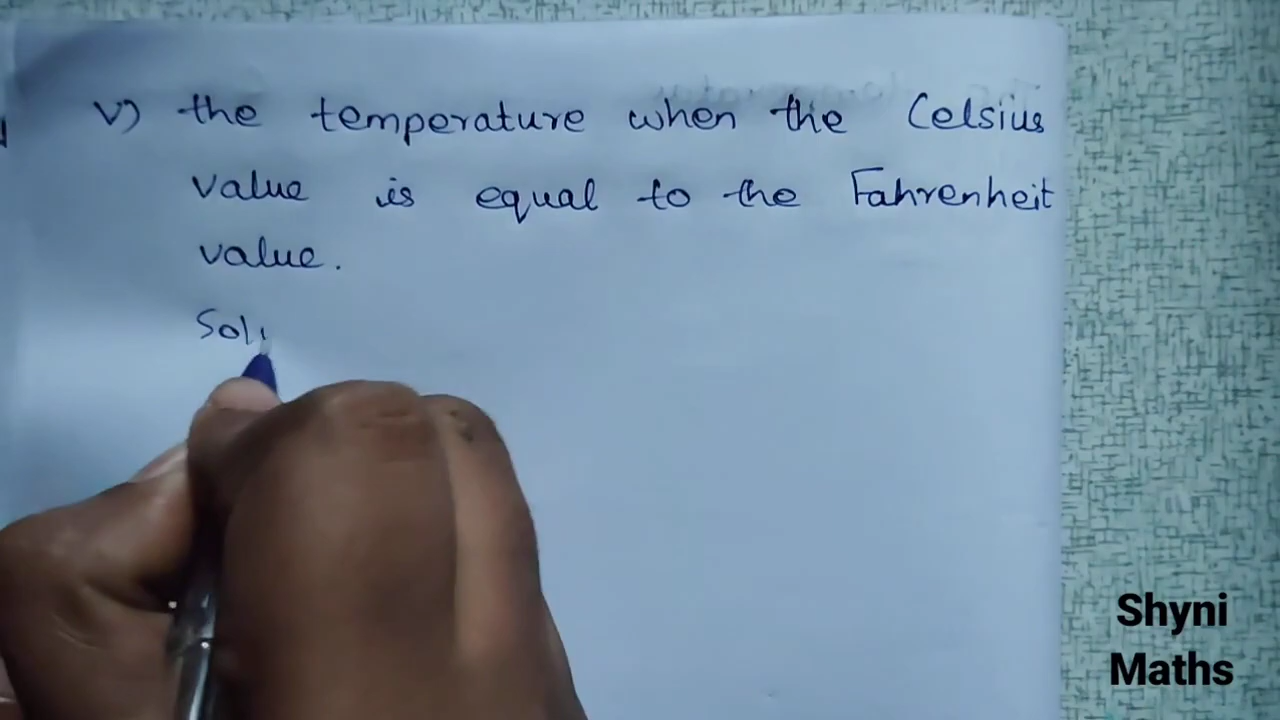 v) the temperature when the Celsius
value is equal to the Fahrenheit
value.
Sol
Shyni
Maths